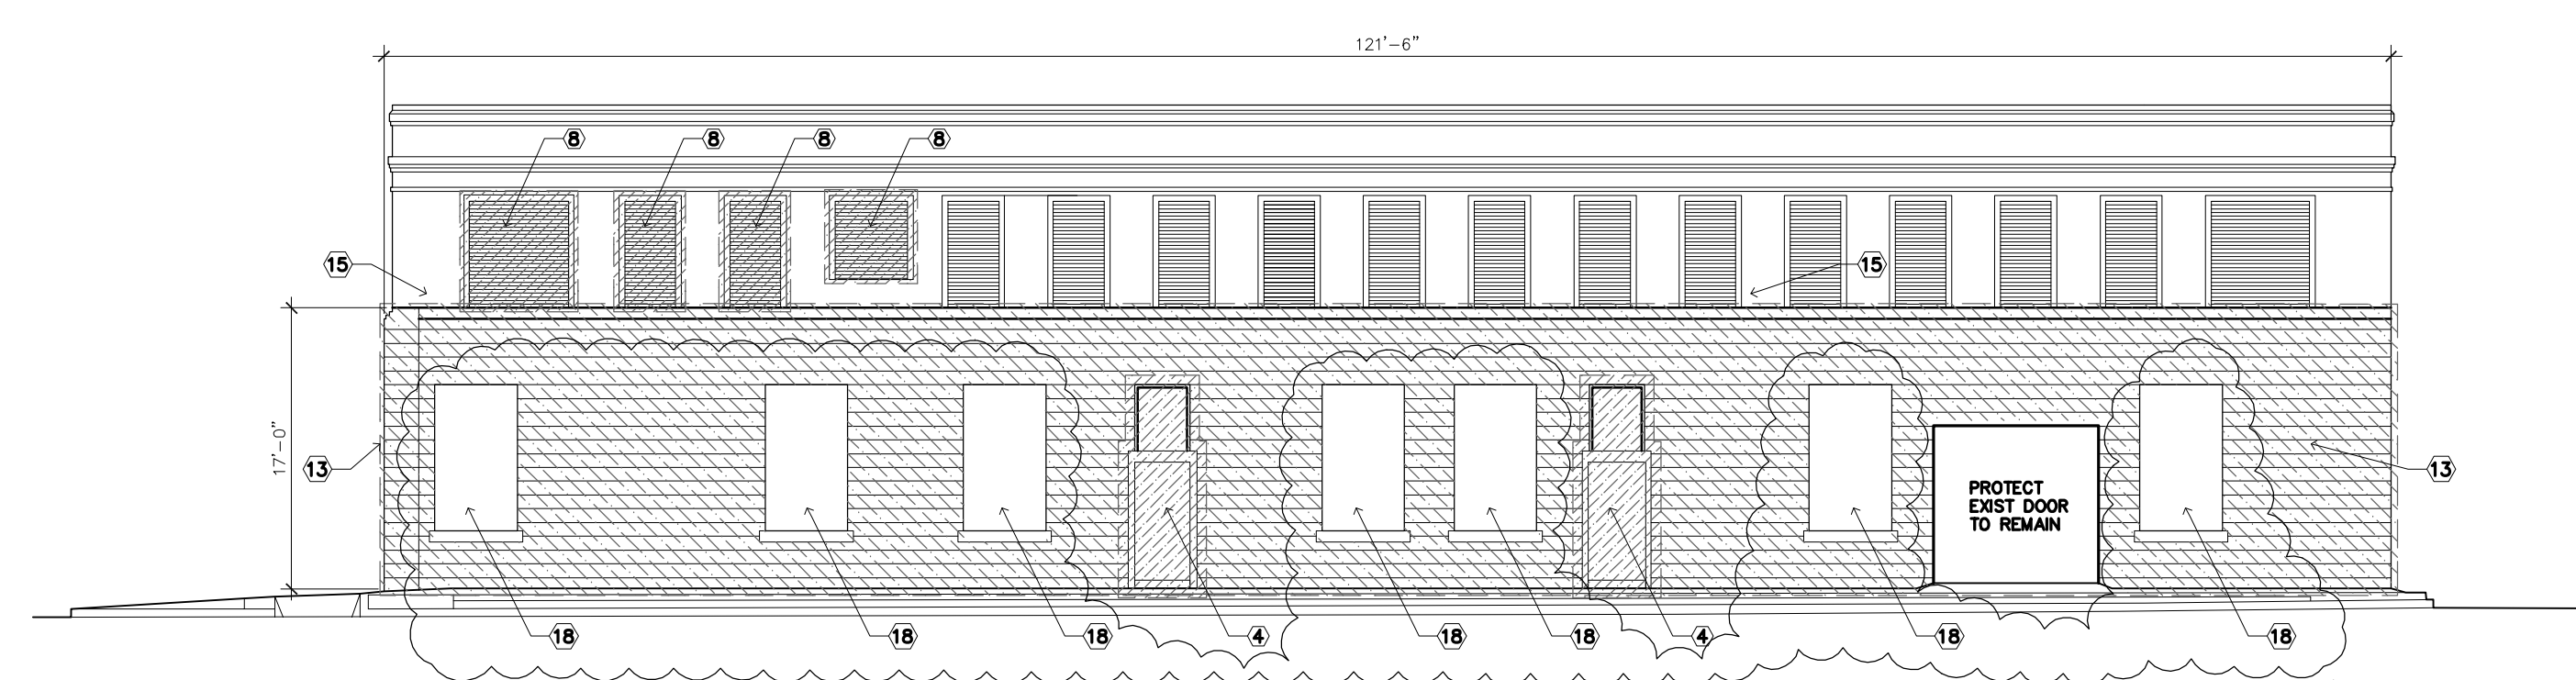 121'-6"
8 8 8 8
15 15
17'-0"
13 13
PROTECT
EXIST DOOR
TO REMAIN
18 18 18 4 18 18 4 18 18